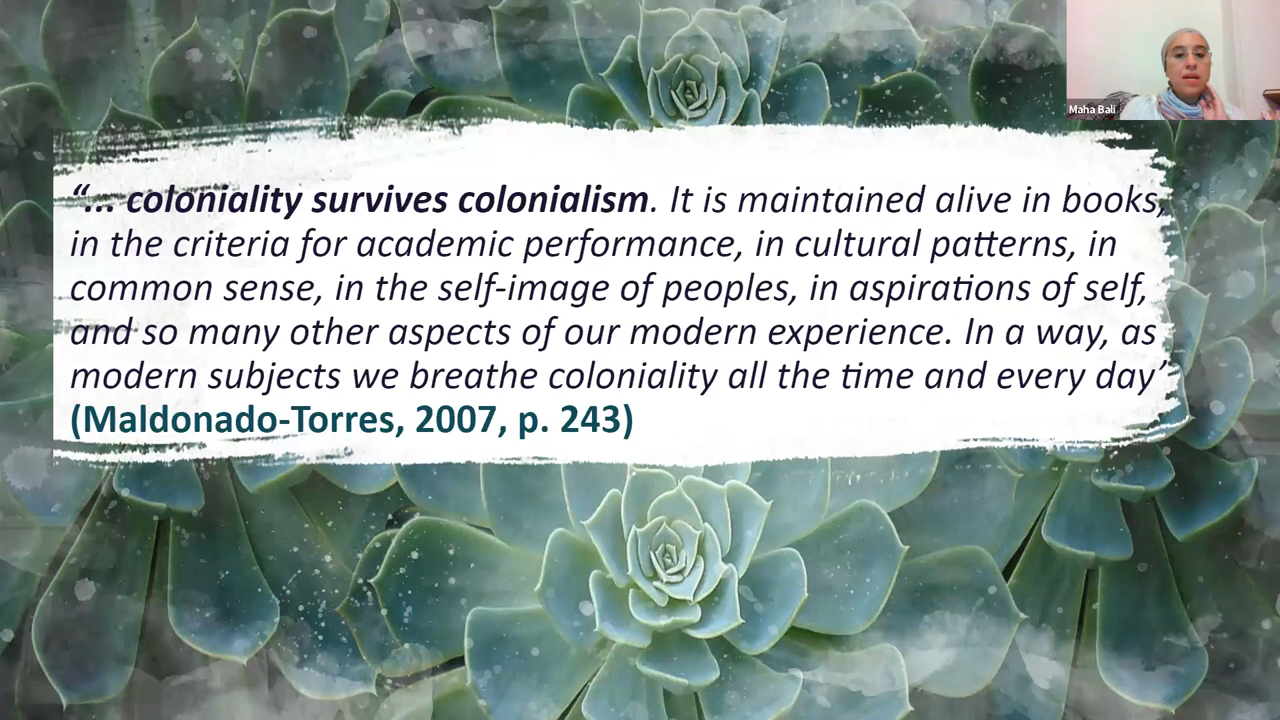 Maha Bali
“... coloniality survives colonialism. It is maintained alive in books,
in the criteria for academic performance, in cultural patterns, in
common sense, in the self-image of peoples, in aspirations of self,
and so many other aspects of our modern experience. In a way, as
modern subjects we breathe coloniality all the time and every day”
(Maldonado-Torres, 2007, p. 243)